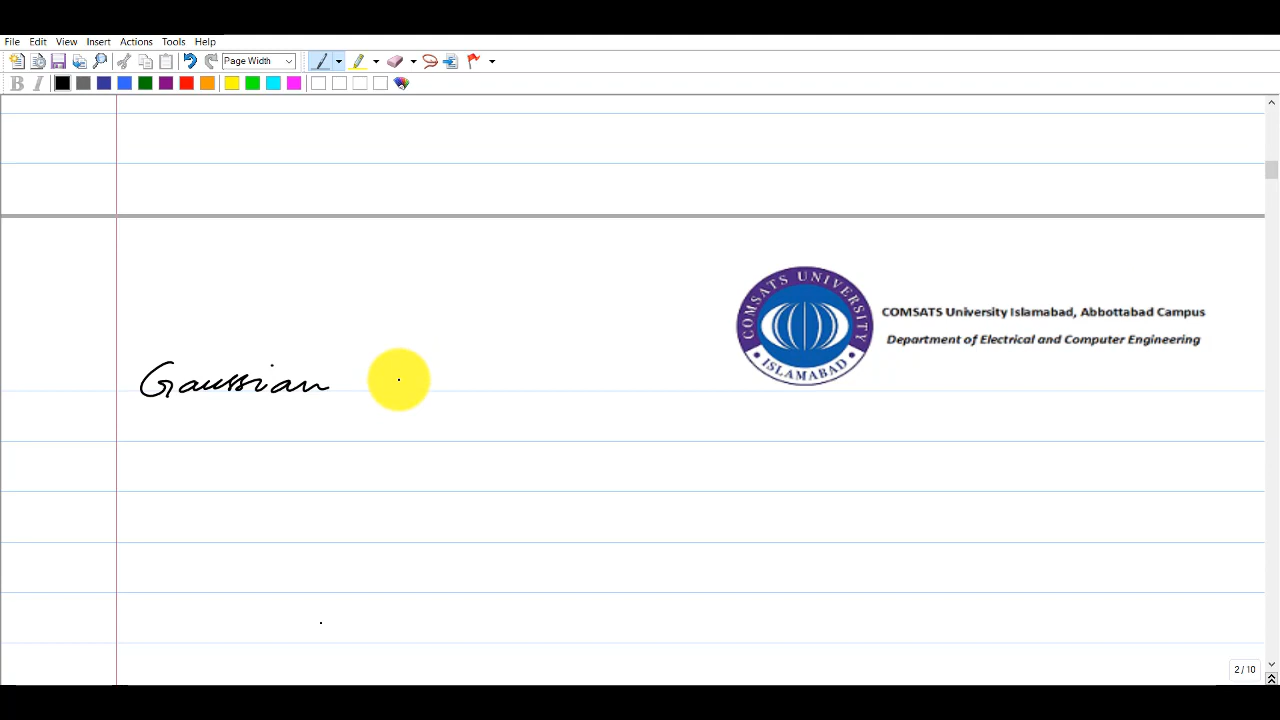 File Edit View Insert Actions Tools Help
Page Width
B I
COMSATS UNIVERSITY
ISLAMABAD
COMSATS University Islamabad, Abbottabad Campus
Department of Electrical and Computer Engineering
Gaussian
2 / 10